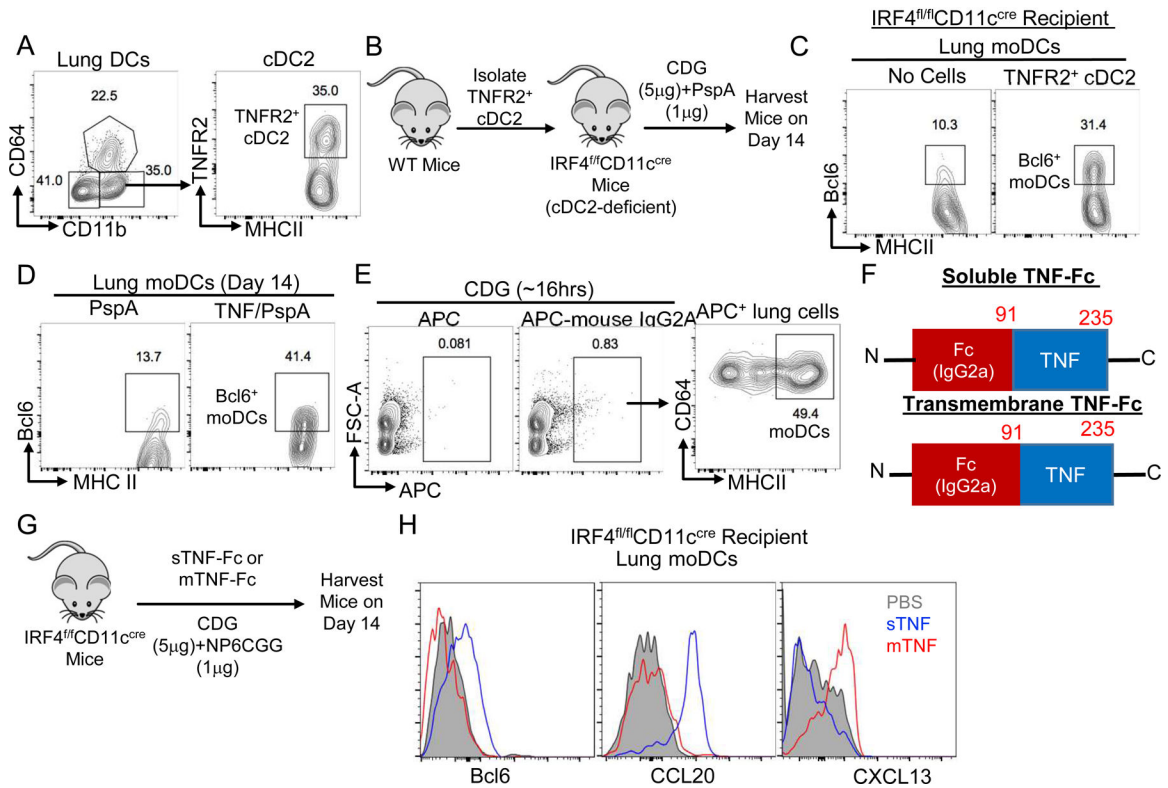 A
Lung DCs
22.5
41.0
35.0
CD64
CD11b
cDC2
35.0
TNFR2⁺
cDC2
TNFR2
MHCII
B
WT Mice
Isolate
TNFR2⁺
cDC2
IRF4ᶠ/ᶠCD11cᶜʳᵉ
Mice
(cDC2-deficient)
CDG
(5µg)+PspA
(1µg)
Harvest
Mice on
Day 14
C
IRF4ᶠˡ/ᶠˡCD11cᶜʳᵉ Recipient
Lung moDCs
No Cells
TNFR2⁺ cDC2
10.3
31.4
Bcl6⁺
moDCs
Bcl6
MHCII
D
Lung moDCs (Day 14)
PspA
TNF/PspA
13.7
41.4
Bcl6⁺
moDCs
Bcl6
MHC II
E
CDG (~16hrs)
APC
APC-mouse IgG2A
0.081
0.83
FSC-A
APC
APC⁺ lung cells
49.4
moDCs
CD64
MHCII
F
Soluble TNF-Fc
91
235
N
Fc
(IgG2a)
TNF
C
Transmembrane TNF-Fc
91
235
N
Fc
(IgG2a)
TNF
C
G
IRF4ᶠ/ᶠCD11cᶜʳᵉ
Mice
sTNF-Fc or
mTNF-Fc
CDG
(5µg)+NP6CGG
(1µg)
Harvest
Mice on
Day 14
H
IRF4ᶠˡ/ᶠˡCD11cᶜʳᵉ Recipient
Lung moDCs
PBS
sTNF
mTNF
Bcl6
CCL20
CXCL13